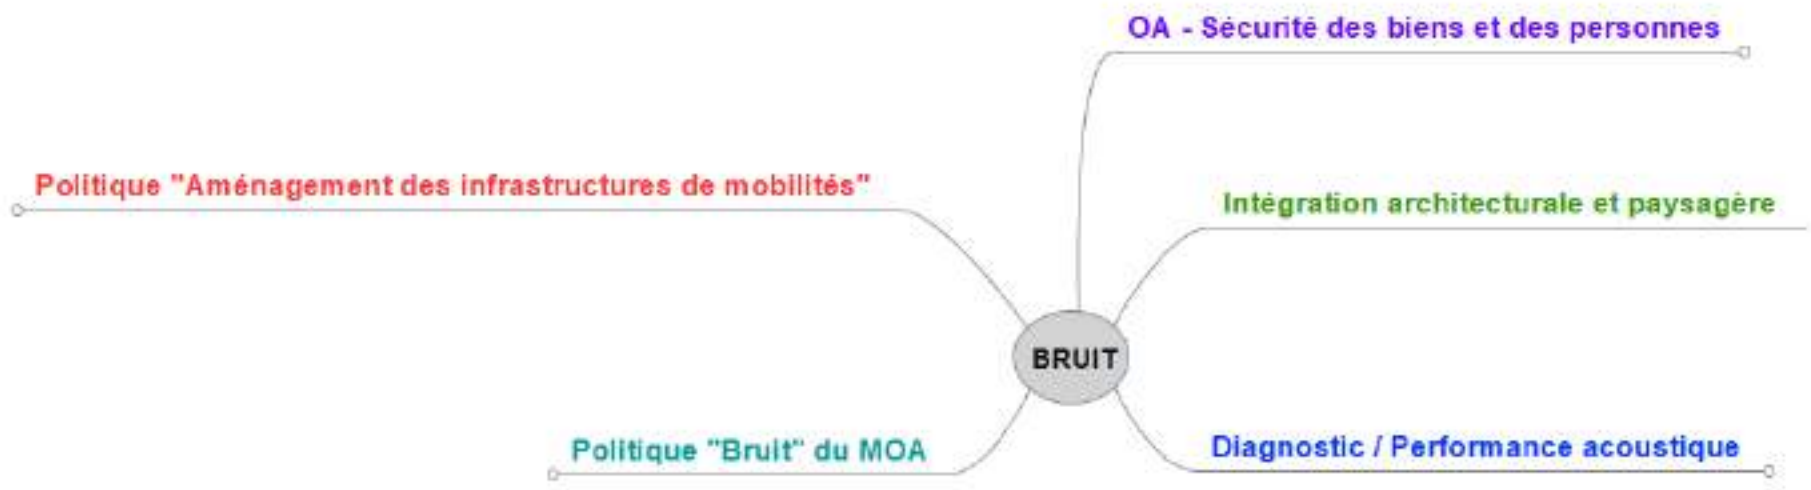 OA - Sécurité des biens et des personnes
Politique "Aménagement des infrastructures de mobilités"
Intégration architecturale et paysagère
BRUIT
Politique "Bruit" du MOA
Diagnostic / Performance acoustique